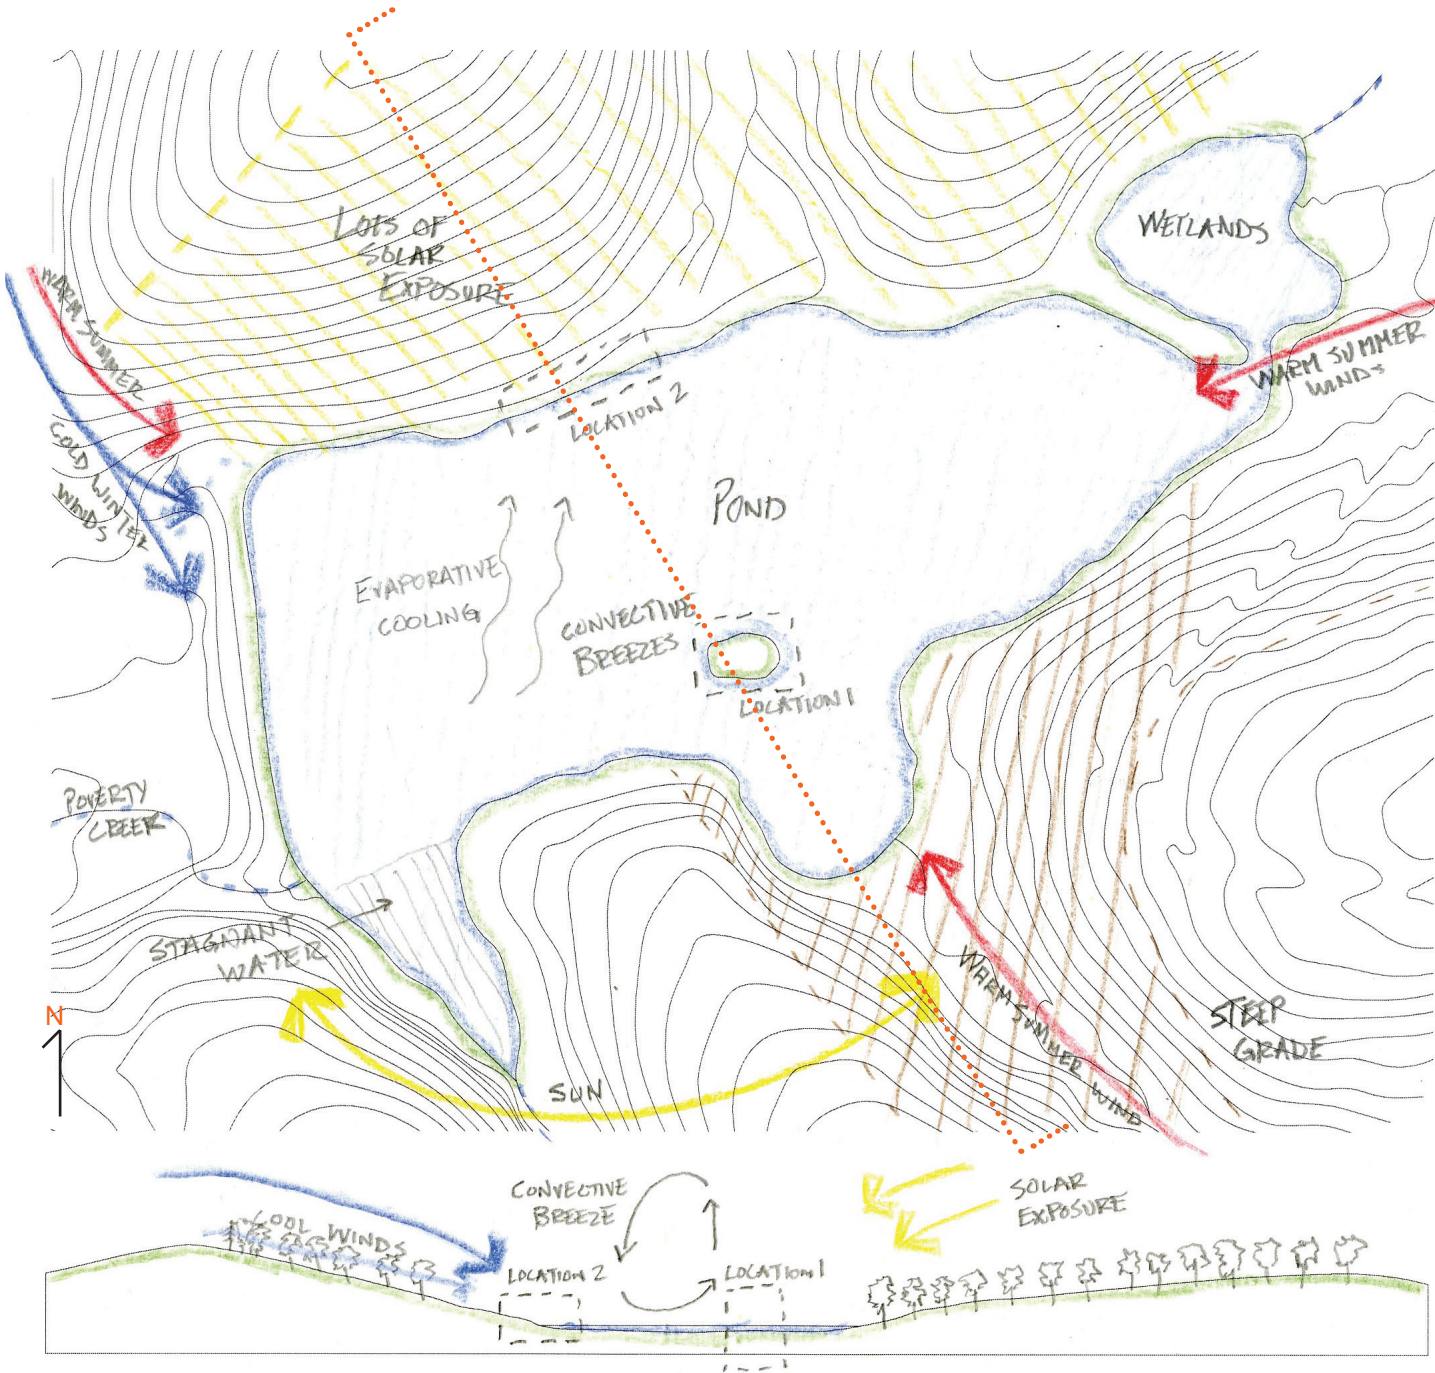 LOTS OF
SOLAR
EXPOSURE
WETLANDS
WARM SUMMER
WARM SUMMER
WINDS
COLD WINTER
WINDS
LOCATION 2
POND
EVAPORATIVE
COOLING
CONVECTIVE
BREEZES
LOCATION 1
POVERTY
CREEK
STAGNANT
WATER
WARM SUMMER WIND
STEEP
GRADE
N
SUN
CONVECTIVE
BREEZE
SOLAR
EXPOSURE
COOL WINDS
LOCATION 2
LOCATION 1